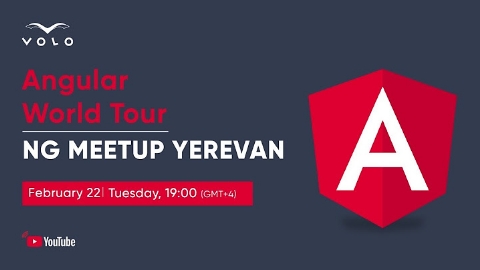 VOLO
Angular
World Tour
NG MEETUP YEREVAN
February 22| Tuesday, 19:00 (GMT+4)
YouTube
A